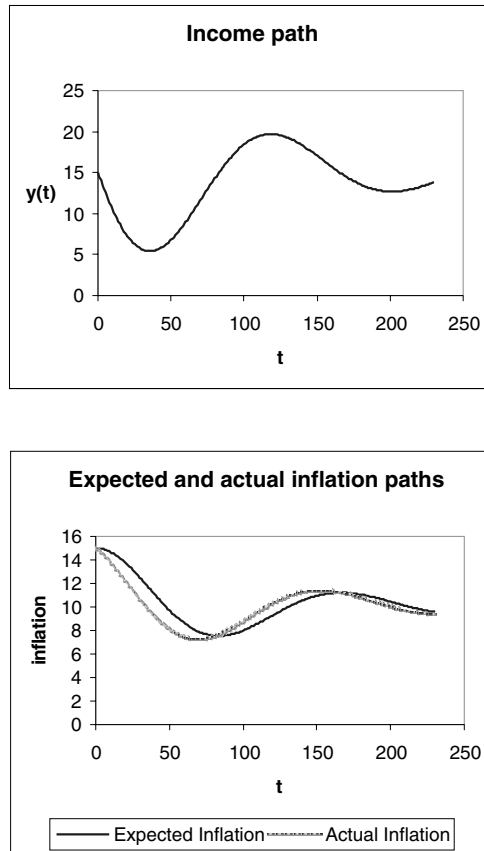 Income path
25
20
15
10
5
0
y(t)
0 50 100 150 200 250
t
Expected and actual inflation paths
16
14
12
10
8
6
4
2
0
inflation
0 50 100 150 200 250
t
Expected Inflation Actual Inflation